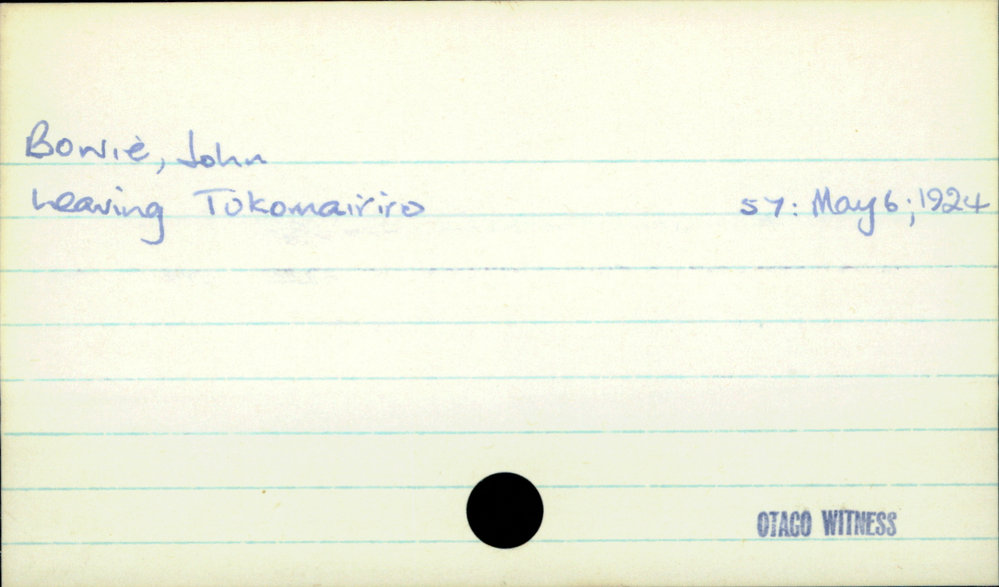 Bowie, John
Leaving Tokomairiro 57: May 6; 1924
OTAGO WITNESS